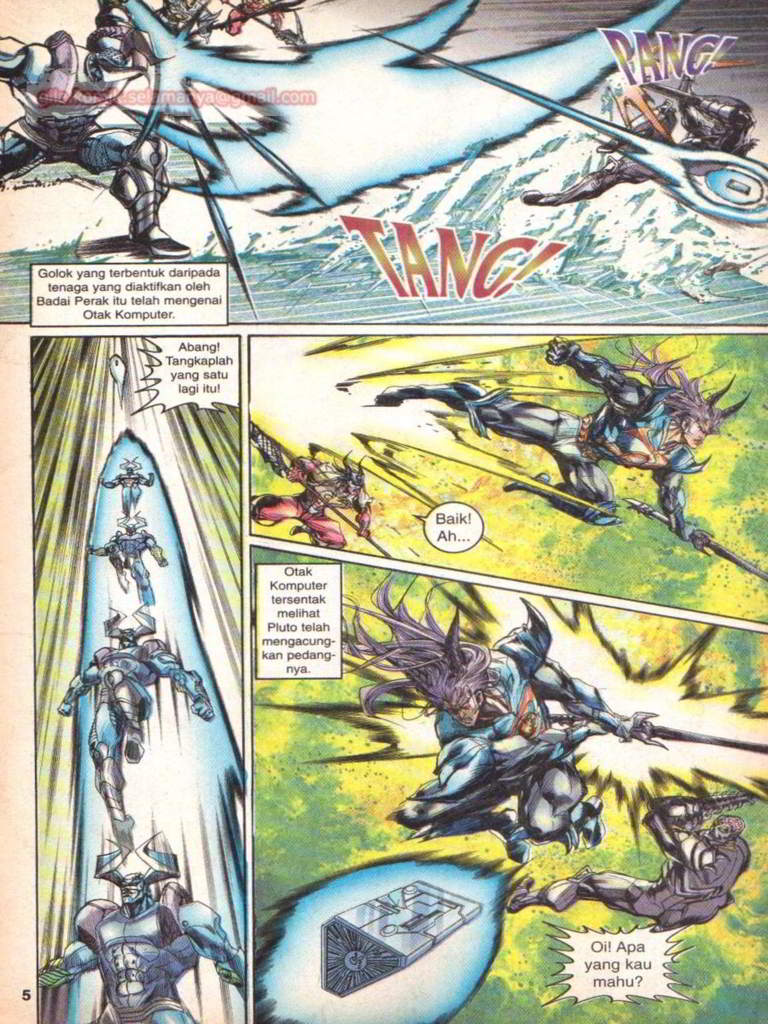 PANG!
TANG!
Golok yang terbentuk daripada
tenaga yang diaktifkan oleh
Badai Perak itu telah mengenai
Otak Komputer.
Abang!
Tangkaplah
yang satu
lagi itu!
Baik!
Ah...
Otak
Komputer
tersentak
melihat
Pluto telah
mengacung-
kan pedang-
nya.
Oi! Apa
yang kau
mahu?
5